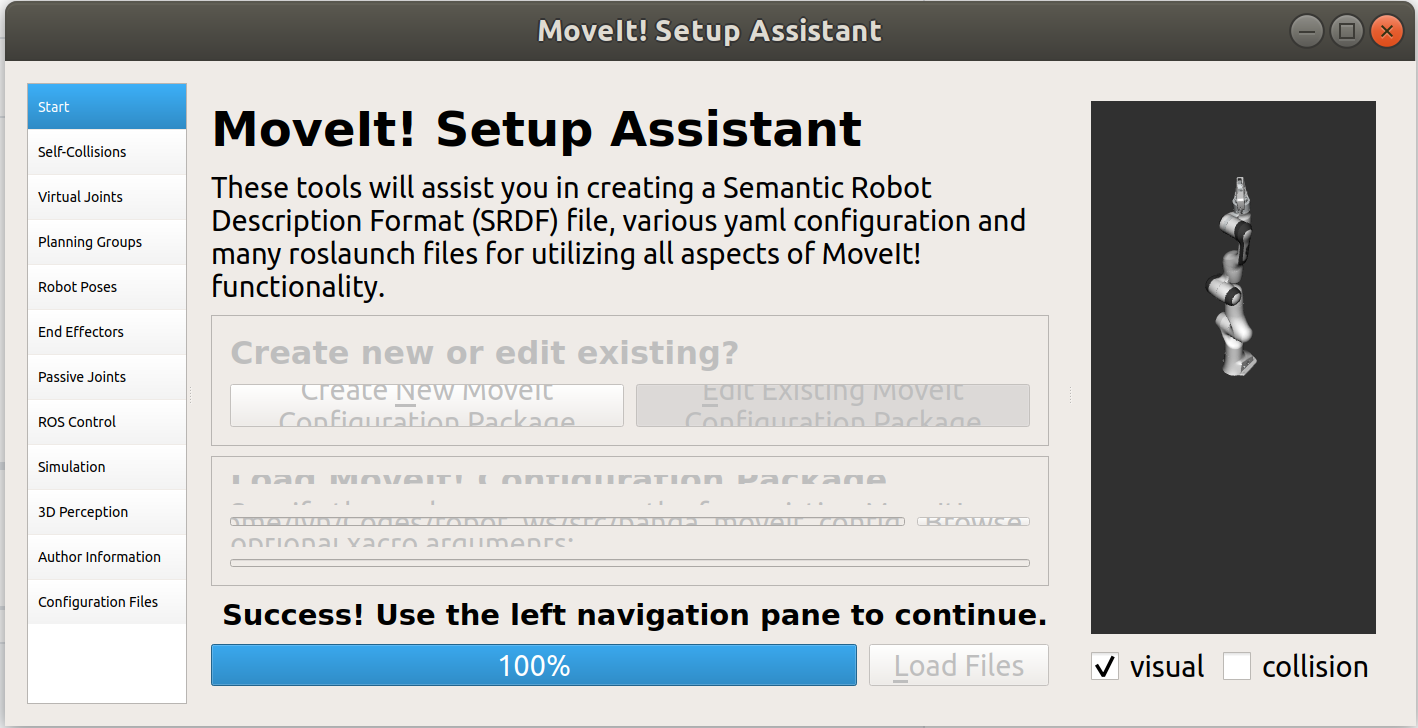 MoveIt! Setup Assistant
Start
Self-Collisions
Virtual Joints
Planning Groups
Robot Poses
End Effectors
Passive Joints
ROS Control
Simulation
3D Perception
Author Information
Configuration Files
MoveIt! Setup Assistant
These tools will assist you in creating a Semantic Robot
Description Format (SRDF) file, various yaml configuration and
many roslaunch files for utilizing all aspects of MoveIt!
functionality.
Create new or edit existing?
Create New MoveIt
Configuration Package
Edit Existing MoveIt
Configuration Package
Load MoveIt! Configuration Package
ome/lyh/Codes/robot_ws/src/panda_moveit_config
Browse
optional xacro arguments:
Success! Use the left navigation pane to continue.
100%
Load Files
visual
collision